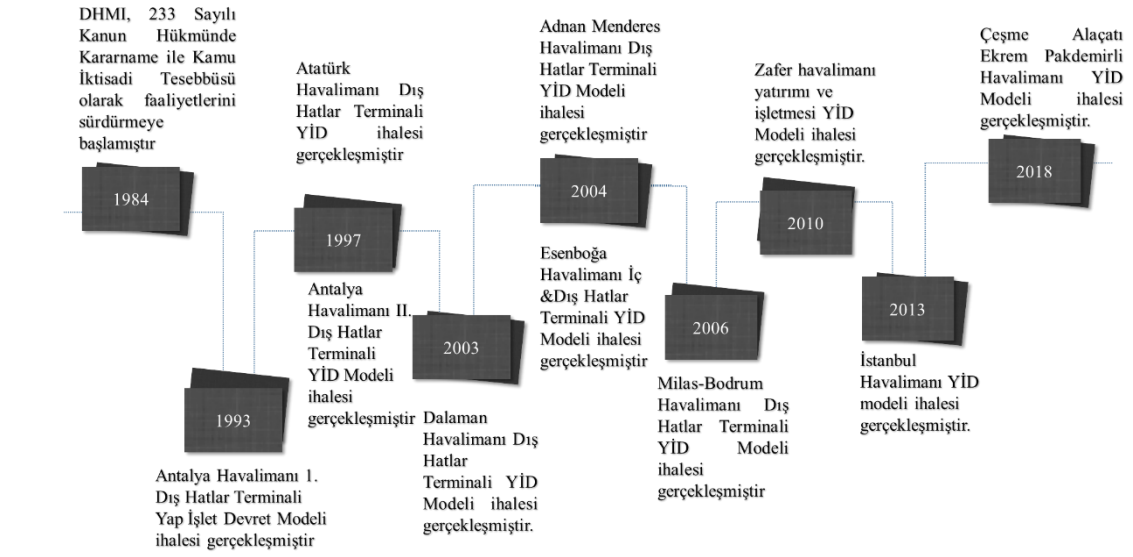 DHMI, 233 Sayılı
Kanun Hükmünde
Kararname ile Kamu
İktisadi Tesebbüsü
olarak faaliyetlerini
sürdürmeye
başlamıştır
1984
1993
Antalya Havalimanı 1.
Dış Hatlar Terminali
Yap İşlet Devret Modeli
ihalesi gerçekleşmiştir
Atatürk
Havalimanı Dış
Hatlar Terminali
YİD ihalesi
gerçekleşmiştir
1997
Antalya
Havalimanı II.
Dış Hatlar
Terminali
YİD Modeli
ihalesi
gerçekleşmiştir
2003
Dalaman
Havalimanı Dış
Hatlar
Terminali YİD
Modeli ihalesi
gerçekleşmiştir.
Adnan Menderes
Havalimanı Dış
Hatlar Terminali
YİD Modeli
ihalesi
gerçekleşmiştir
2004
Esenboğa
Havalimanı İç
&Dış Hatlar
Terminali YİD
Modeli ihalesi
gerçekleşmiştir
2006
Milas-Bodrum
Havalimanı Dış
Hatlar Terminali
YİD Modeli
ihalesi
gerçekleşmiştir
Zafer havalimanı
yatırımı ve
işletmesi YİD
Modeli ihalesi
gerçekleşmiştir.
2010
2013
İstanbul
Havalimanı YİD
modeli ihalesi
gerçekleşmiştir.
Çeşme Alaçatı
Ekrem Pakdemirli
Havalimanı YİD
Modeli ihalesi
gerçekleşmiştir.
2018